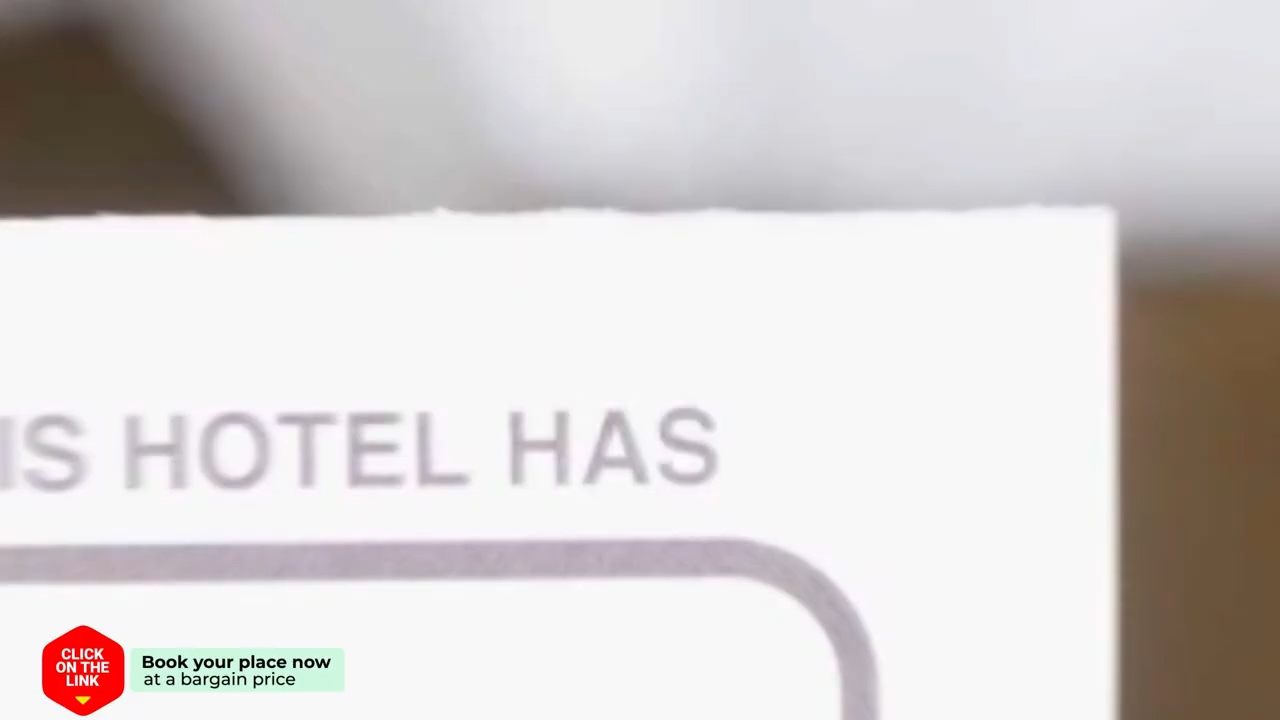 IS HOTEL HAS
CLICK
ON THE
LINK
Book your place now
at a bargain price